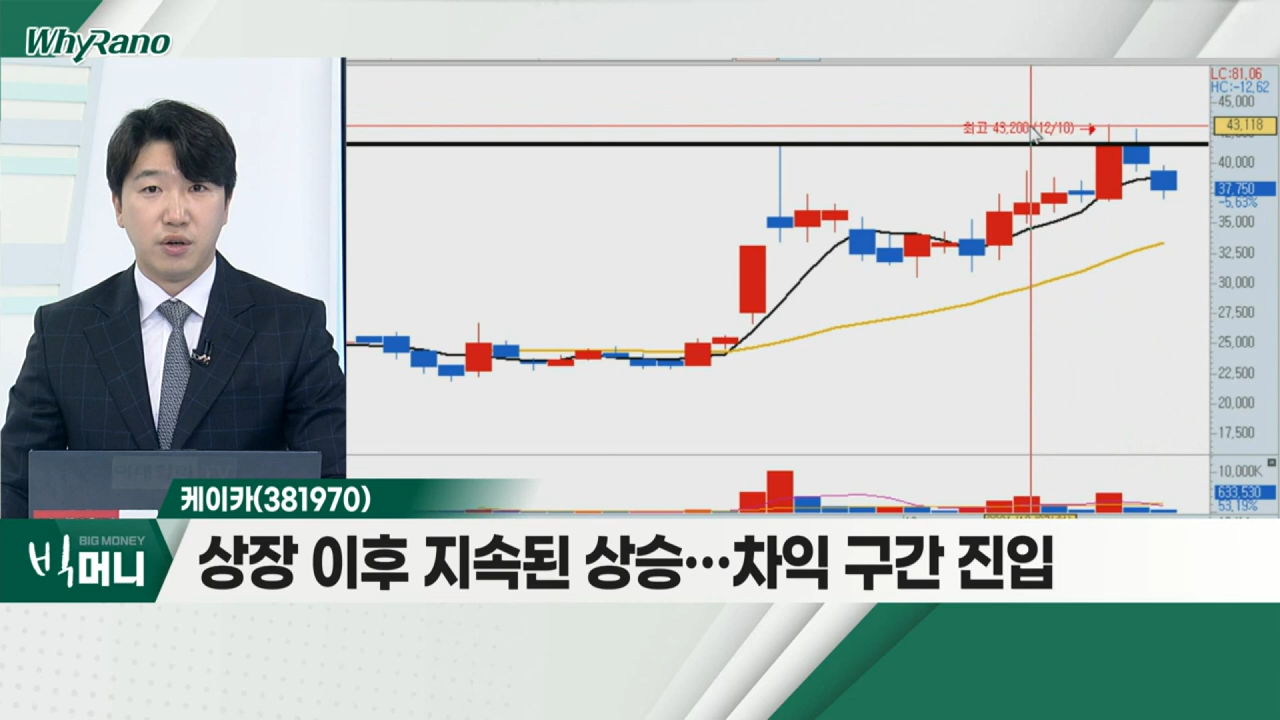 WhyRano
LC:81.06
HC:-12.62
45,000
43,118
최고 43,200 (12/10)
40,000
37,750
-5.63%
35,000
32,500
30,000
27,500
25,000
22,500
20,000
17,500
10,000K
633,530
53.19%
케이카(381970)
BIG MONEY
빅머니
상장 이후 지속된 상승…차익 구간 진입